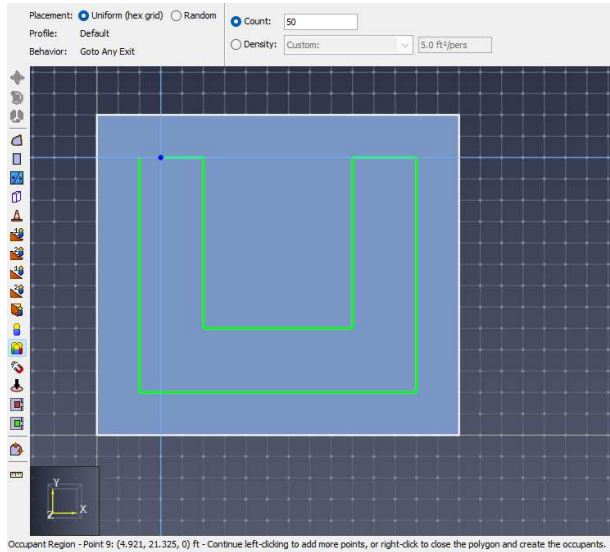 Placement: Uniform (hex grid) Random
Profile: Default
Behavior: Goto Any Exit
Count: 50
Density: Custom: 5.0 ft²/pers
Y
Z X
Occupant Region - Point 9: (4.921, 21.325, 0) ft - Continue left-clicking to add more points, or right-click to close the polygon and create the occupants.